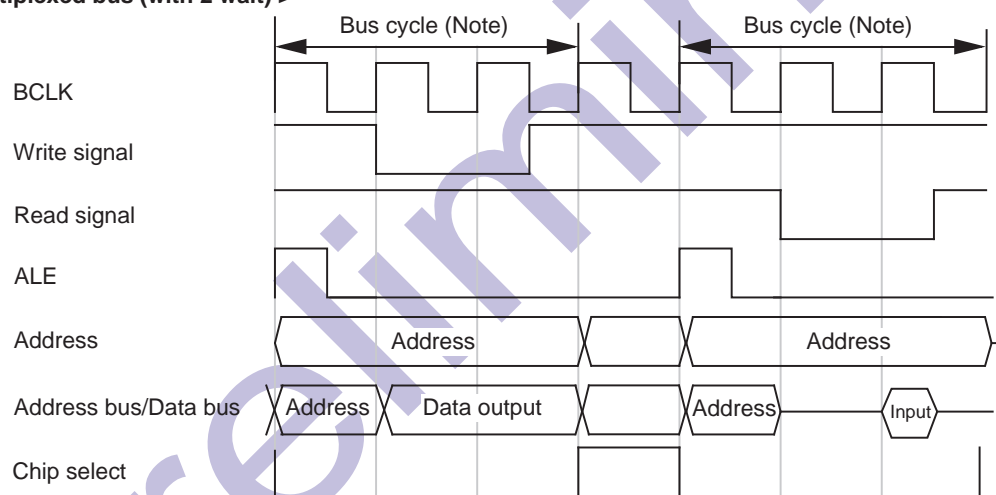 tiplexed bus (with 2 wait) >
Bus cycle (Note)
Bus cycle (Note)
BCLK
Write signal
Read signal
ALE
Address
Address
Address
Address bus/Data bus
Address
Data output
Address
Input
Chip select
relimin